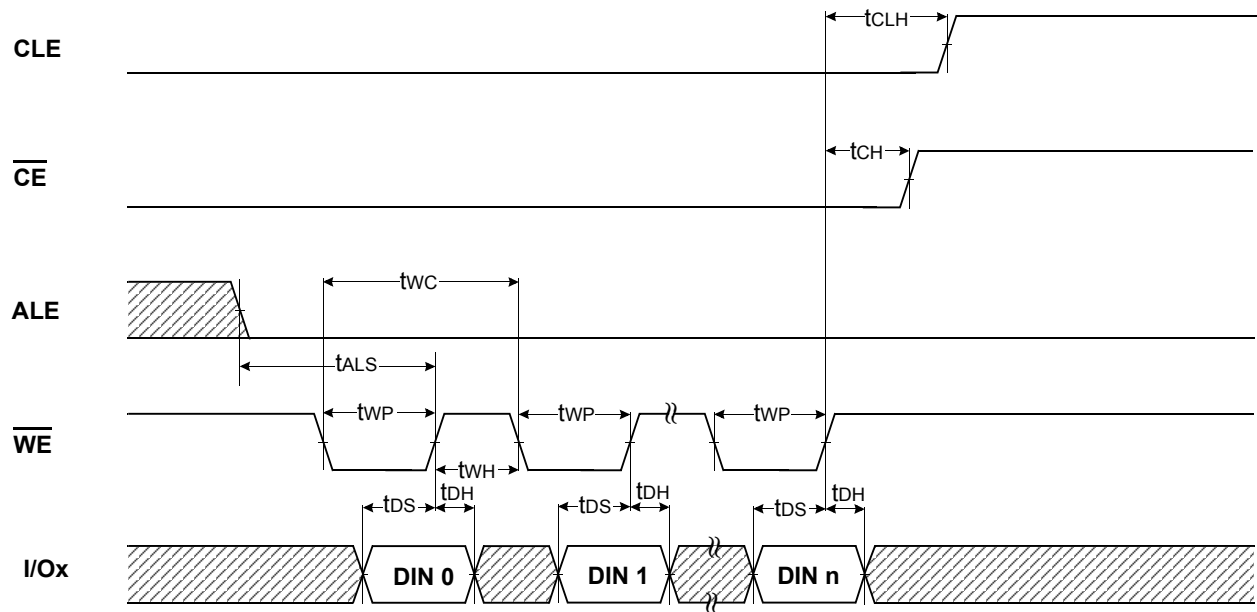 tCLH
CLE
CE
tCH
tWC
ALE
tALS
tWP tWP tWP
WE
tWH
tDS tDH tDS tDH tDS tDH
I/Ox DIN 0 DIN 1 DIN n